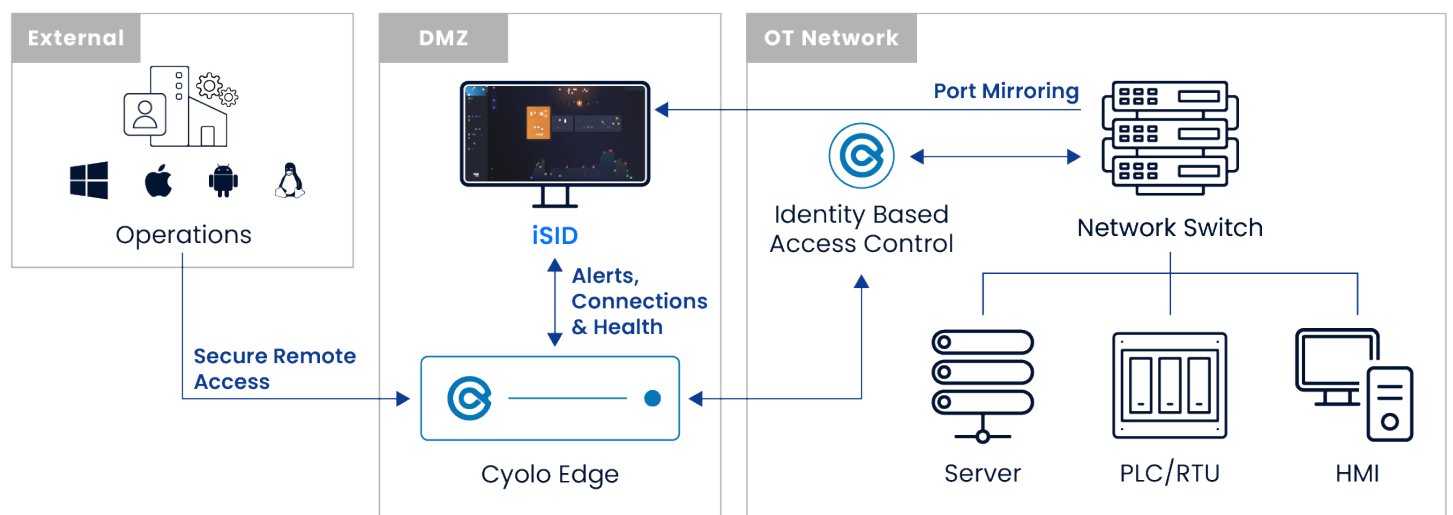 External
Operations
Secure Remote
Access
DMZ
iSID
Alerts,
Connections
& Health
Cyolo Edge
OT Network
Port Mirroring
Identity Based
Access Control
Network Switch
Server
PLC/RTU
HMI